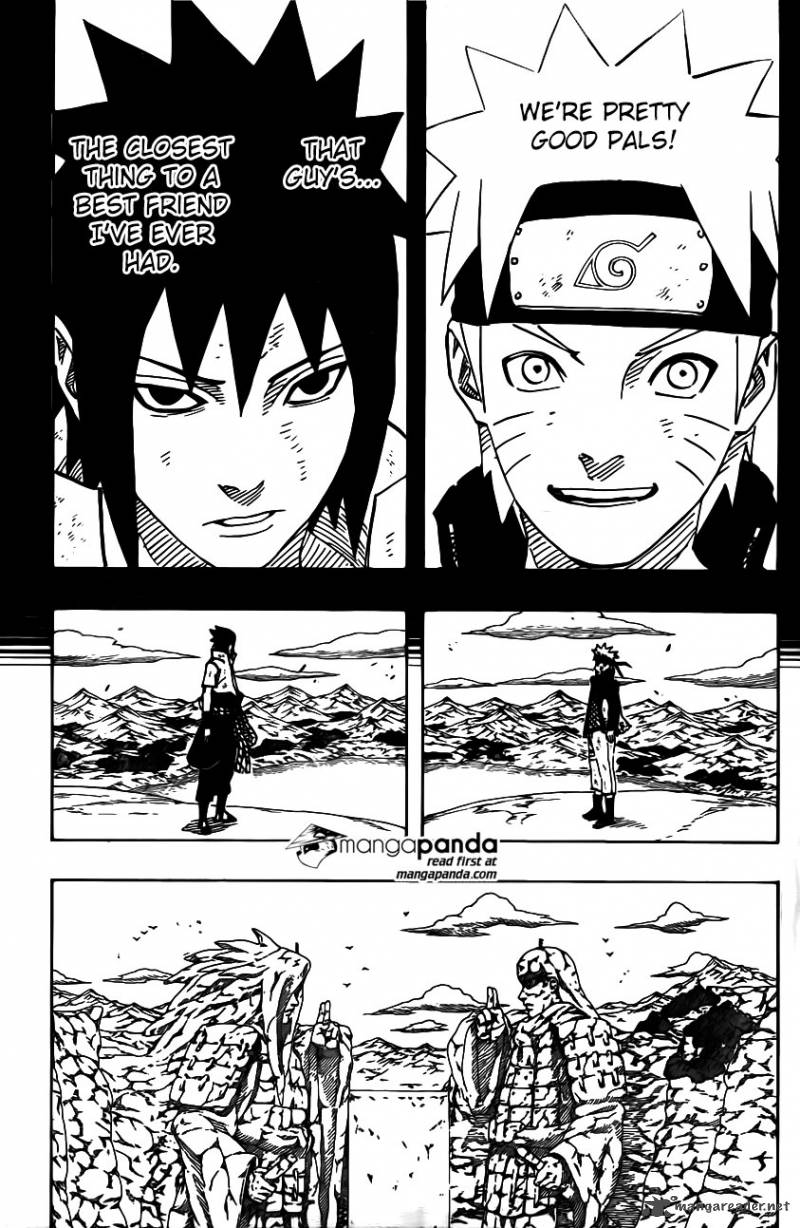 WE'RE PRETTY
GOOD PALS!
THAT
GUY'S...
THE CLOSEST
THING TO A
BEST FRIEND
I'VE EVER
HAD.
mangapanda
read first at
mangapanda.com
mangareader.net